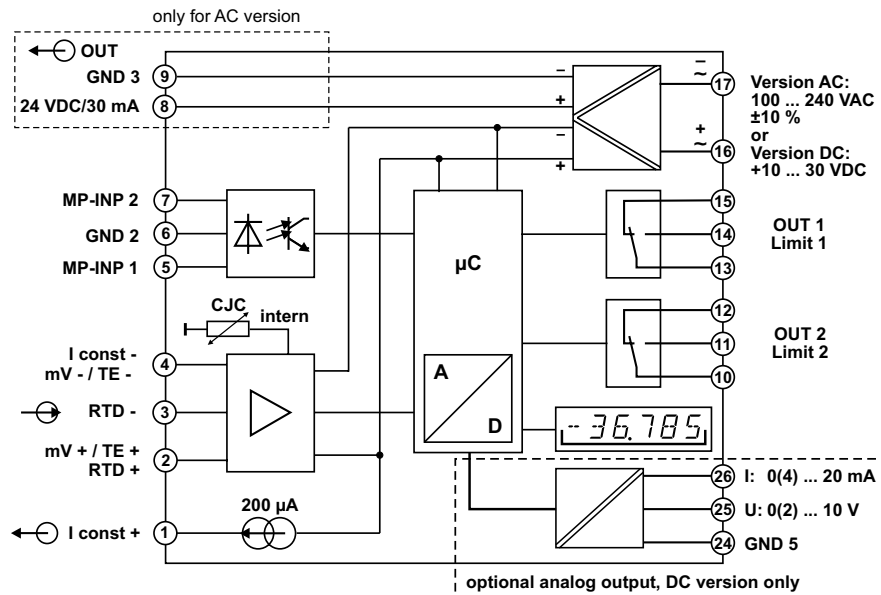 only for AC version
OUT
GND 3 9
24 VDC/30 mA 8
MP-INP 2 7
GND 2 6
MP-INP 1 5
CJC
intern
I const - 4
mV - / TE -
RTD - 3
mV + / TE + 2
RTD +
200 µA
I const + 1
−
+
−
+
µC
A
D
−
~
17
+
~
16
Version AC:
100 ... 240 VAC
±10 %
or
Version DC:
+10 ... 30 VDC
15
14
13
OUT 1
Limit 1
12
11
10
OUT 2
Limit 2
-36.785
26 I: 0(4) ... 20 mA
25 U: 0(2) ... 10 V
24 GND 5
optional analog output, DC version only